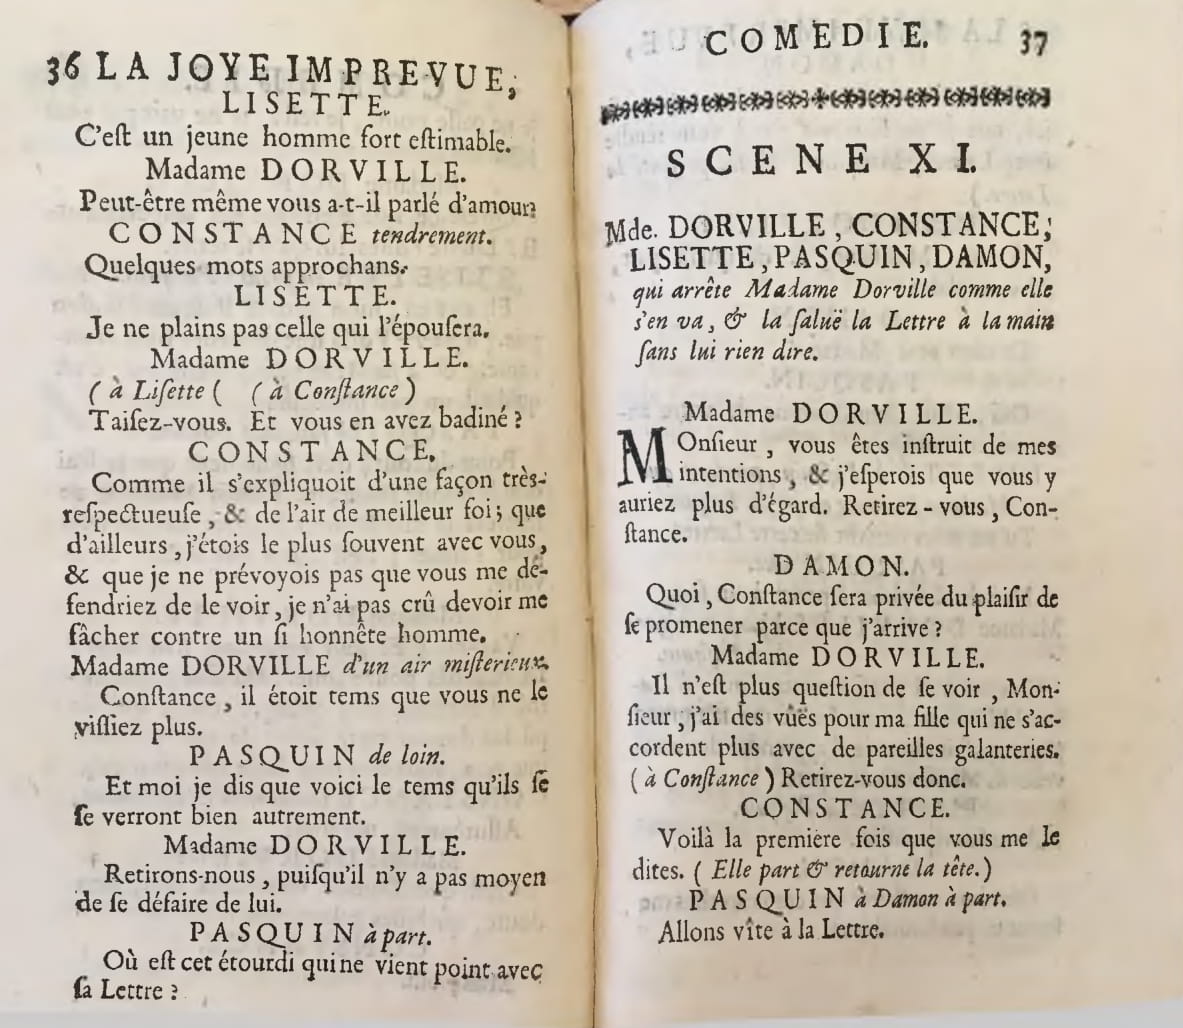 36 LA JOYE IMPREVUE,
LISETTE.
C'eſt un jeune homme fort eſtimable.
Madame DORVILLE.
Peut-être même vous a-t-il parlé d'amour?
CONSTANCE tendrement.
Quelques mots approchans.
LISETTE.
Je ne plains pas celle qui l'épouſera.
Madame DORVILLE.
( à Liſette ( ( à Conſtance )
Taiſez-vous. Et vous en avez badiné ?
CONSTANCE.
Comme il s'expliquoit d'une façon très-
reſpectueuſe, & de l'air de meilleur foi; que
d'ailleurs, j'étois le plus ſouvent avec vous,
& que je ne prévoyois pas que vous me dé-
fendriez de le voir, je n'ai pas crû devoir me
fâcher contre un ſi honnête homme.
Madame DORVILLE d'un air miſterieux.
Conſtance, il étoit tems que vous ne le
viſſiez plus.
PASQUIN de loin.
Et moi je dis que voici le tems qu'ils ſe
ſe verront bien autrement.
Madame DORVILLE.
Retirons-nous, puiſqu'il n'y a pas moyen
de ſe défaire de lui.
PASQUIN à part.
Où eſt cet étourdi qui ne vient point avec
ſa Lettre ?
COMEDIE. 37
SCENE XI.
Mde. DORVILLE, CONSTANCE,
LISETTE, PASQUIN, DAMON,
qui arrête Madame Dorville comme elle
s'en va, & la ſaluë la Lettre à la main
ſans lui rien dire.
Madame DORVILLE.
MOnſieur, vous êtes inſtruit de mes
intentions, & j'eſperois que vous y
auriez plus d'égard. Retirez-vous, Con-
ſtance.
DAMON.
Quoi, Conſtance ſera privée du plaiſir de
ſe promener parce que j'arrive ?
Madame DORVILLE.
Il n'eſt plus queſtion de ſe voir, Mon-
ſieur, j'ai des vûës pour ma fille qui ne s'ac-
cordent plus avec de pareilles galanteries.
( à Conſtance ) Retirez-vous donc.
CONSTANCE.
Voilà la premiere fois que vous me le
dites. ( Elle part & retourne la tête.)
PASQUIN à Damon à part.
Allons vîte à la Lettre.